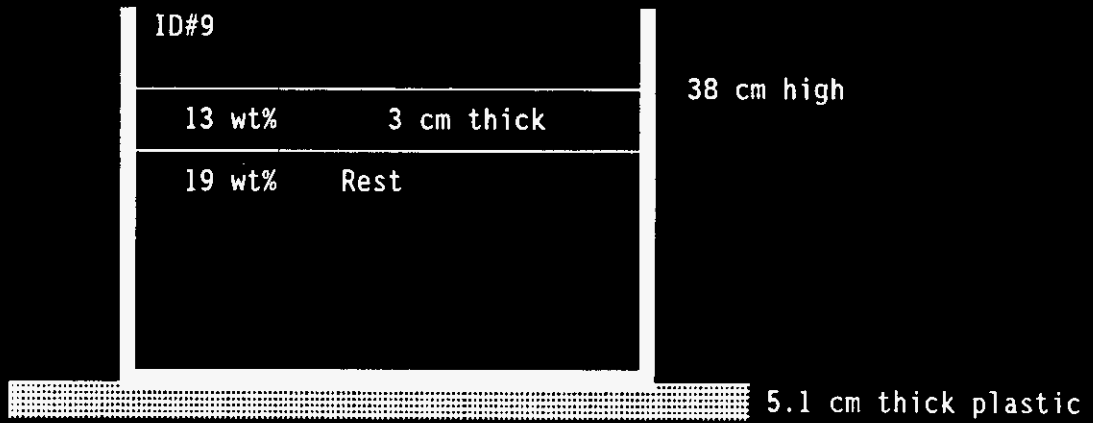 ID#9
38 cm high
13 wt% 3 cm thick
19 wt% Rest
5.1 cm thick plastic